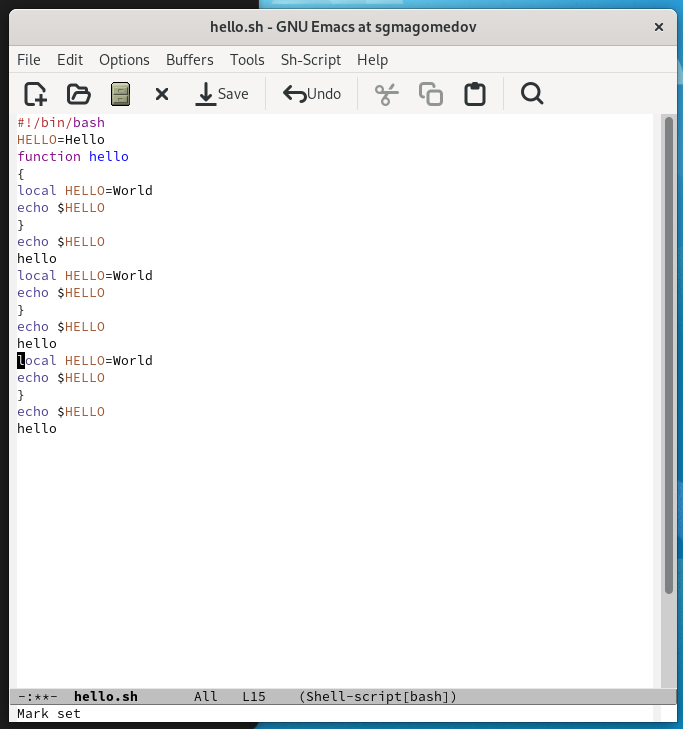 hello.sh - GNU Emacs at sgmagomedov
File Edit Options Buffers Tools Sh-Script Help
Save Undo
#!/bin/bash
HELLO=Hello
function hello
{
local HELLO=World
echo $HELLO
}
echo $HELLO
hello
local HELLO=World
echo $HELLO
}
echo $HELLO
hello
local HELLO=World
echo $HELLO
}
echo $HELLO
hello
-:**- hello.sh All L15 (Shell-script[bash])
Mark set